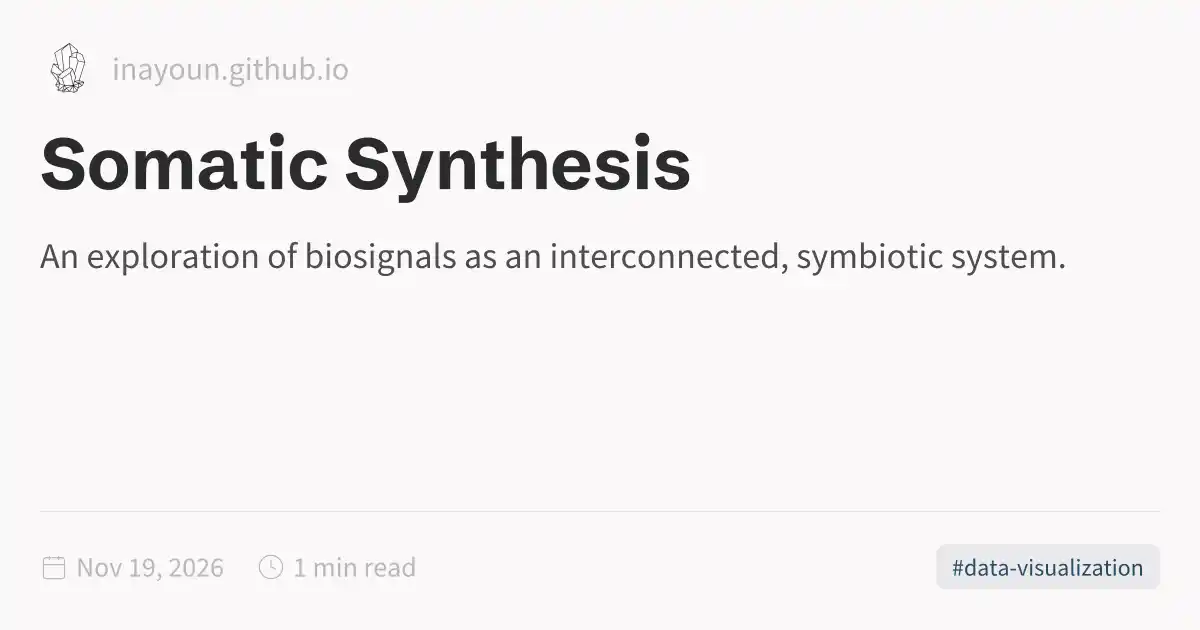 inayoun.github.io
Somatic Synthesis
An exploration of biosignals as an interconnected, symbiotic system.
Nov 19, 2026
1 min read
#data-visualization